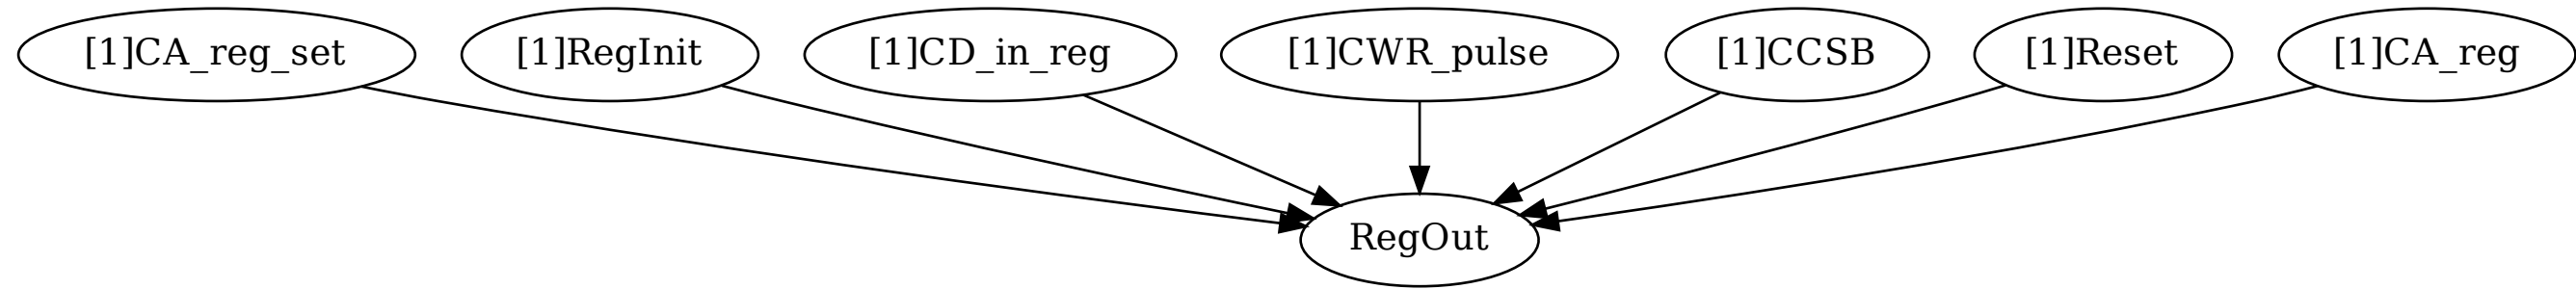 [1]CA_reg_set
[1]RegInit
[1]CD_in_reg
[1]CWR_pulse
[1]CCSB
[1]Reset
[1]CA_reg
RegOut